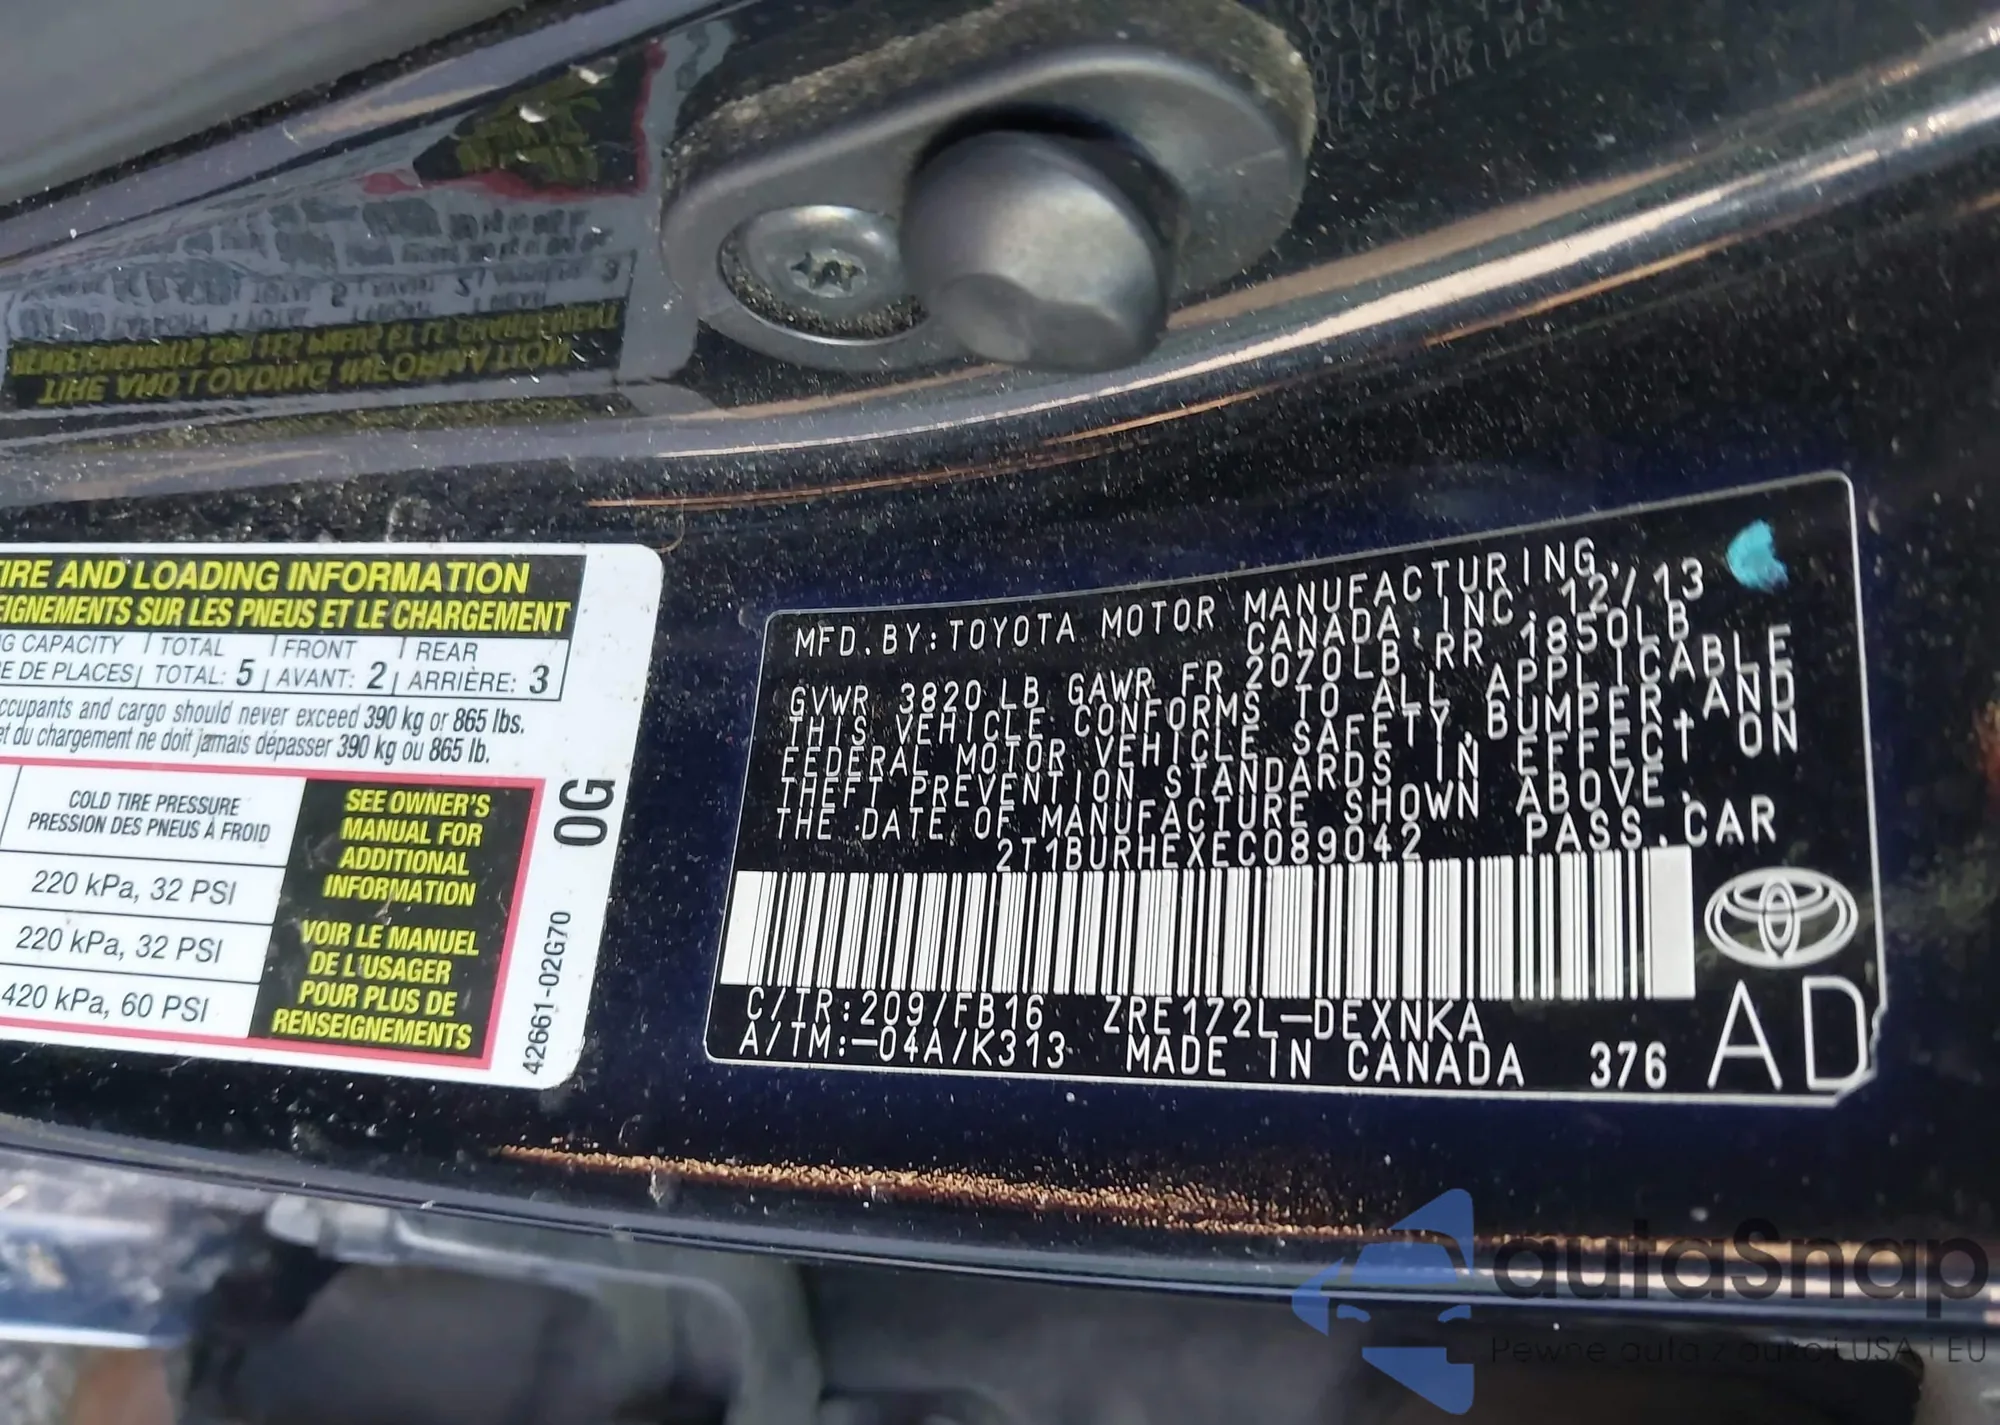 TIRE AND LOADING INFORMATION
EIGNEMENTS SUR LES PNEUS ET LE CHARGEMENT
G CAPACITY TOTAL FRONT REAR
E DE PLACES TOTAL: 5 AVANT: 2 ARRIÈRE: 3
ccupants and cargo should never exceed 390 kg or 865 lbs.
et du chargement ne doit jamais dépasser 390 kg ou 865 lb.
COLD TIRE PRESSURE
PRESSION DES PNEUS À FROID
220 kPa, 32 PSI
220 kPa, 32 PSI
420 kPa, 60 PSI
SEE OWNER'S
MANUAL FOR
ADDITIONAL
INFORMATION
VOIR LE MANUEL
DE L'USAGER
POUR PLUS DE
RENSEIGNEMENTS
0G
42661-02G70
MFD.BY:TOYOTA MOTOR MANUFACTURING,
CANADA,INC. 12/13
GVWR 3820 LB GAWR FR 2070LB RR 1850LB
THIS VEHICLE CONFORMS TO ALL APPLICABLE
FEDERAL MOTOR VEHICLE SAFETY,BUMPER,AND
THEFT PREVENTION STANDARDS IN EFFECT ON
THE DATE OF MANUFACTURE SHOWN ABOVE.
2T1BURHEXEC089042 PASS.CAR
C/TR:209/FB16 ZRE172L-DEXNKA
A/TM:-04A/K313 MADE IN CANADA 376
AD
autaSnap
Pewne auta z aukcji USA i EU